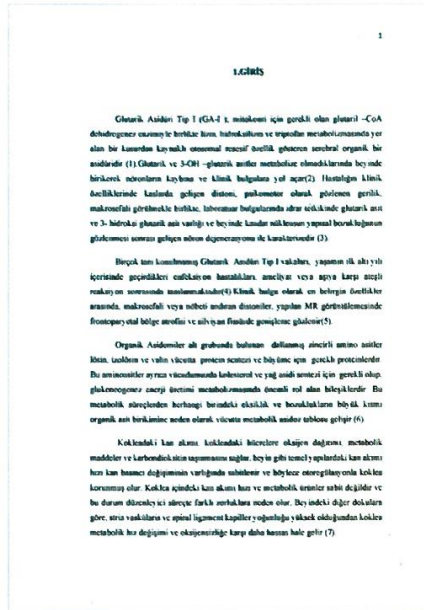 1
1.GİRİŞ
Glutarik Asidüri Tip I (GA-I ), mitokonri için gerekli olan glutaril –CoA
dehidrogenez enzimiyle birlikte lizin, hidroksilizin ve triptofan metabolizmasında yer
alan bir kusurdan kaynaklı otozomal resesif özellik gösteren serebral organik bir
asidüridir (1).Glutarik ve 3-OH –glutarik asitler metabolize olmadıklarında beyinde
birikerek nöronların kaybına ve klinik bulgulara yol açar(2). Hastalığın klinik
özelliklerinde kaslarda gelişen distoni, psikomotor olarak gözlenen gerilik,
makrosefali görülmekle birlikte, laboratuar bulgularında idrar tetkikinde glutarik asit
ve 3- hidroksi glutarik asit varlığı ve beyinde kaudat nükleusun yapısal bozukluğunun
gözlenmesi sonrası gelişen nöron dejenerasyonu ile karakterizedir (3).
Birçok tanı konulmamış Glutarik Asidüri Tip I vakaları, yaşamın ilk altı yılı
içerisinde geçirdikleri enfeksiyon hastalıkları, ameliyat veya aşıya karşı ateşli
reaksiyon sonrasında tanılanmaktadır(4).Klinik bulgu olarak en belirgin özellikler
arasında, makrosefali veya nöbeti andıran distoniler, yapılan MR görüntülemesinde
frontoparyetal bölge atrofisi ve silviyan fissürde genişleme gözlenir(5).
Organik Asidemiler alt grubunda bulunan dallanmış zincirli amino asitler
lösin, izolösin ve valin vücutta protein sentezi ve büyüme için gerekli proteinlerdir.
Bu aminoasitler ayrıca vücudumuzda kolesterol ve yağ asidi sentezi için gerekli olup,
glukoneogenez enerji üretimi metabolizmasında önemli rol alan bileşiklerdir. Bu
metabolik süreçlerden herhangi birindeki eksiklik ve bozuklukların büyük kısmı
organik asit birikimine neden olarak vücutta metabolik asidoz tablosu gelişir (6).
Kokleadaki kan akımı, kokleadaki hücrelere oksijen dağıtımı, metabolik
maddeler ve karbondioksitin taşınmasını sağlar, beyin gibi temel yapılardaki kan akımı
hızı kan basıncı değişiminin varlığında sabitlenir ve böylece otoregülasyonla koklea
korunmuş olur. Koklea içindeki kan akımı hızı ve metabolik ürünler sabit değildir ve
bu durum düzenleyici süreçte farklı zorluklara neden olur. Beyindeki diğer dokulara
göre, stria vaskülaris ve spiral ligament kapiller yoğunluğu yüksek olduğundan koklea
metabolik hız değişimi ve oksijensizliğe karşı daha hassas hale gelir (7).